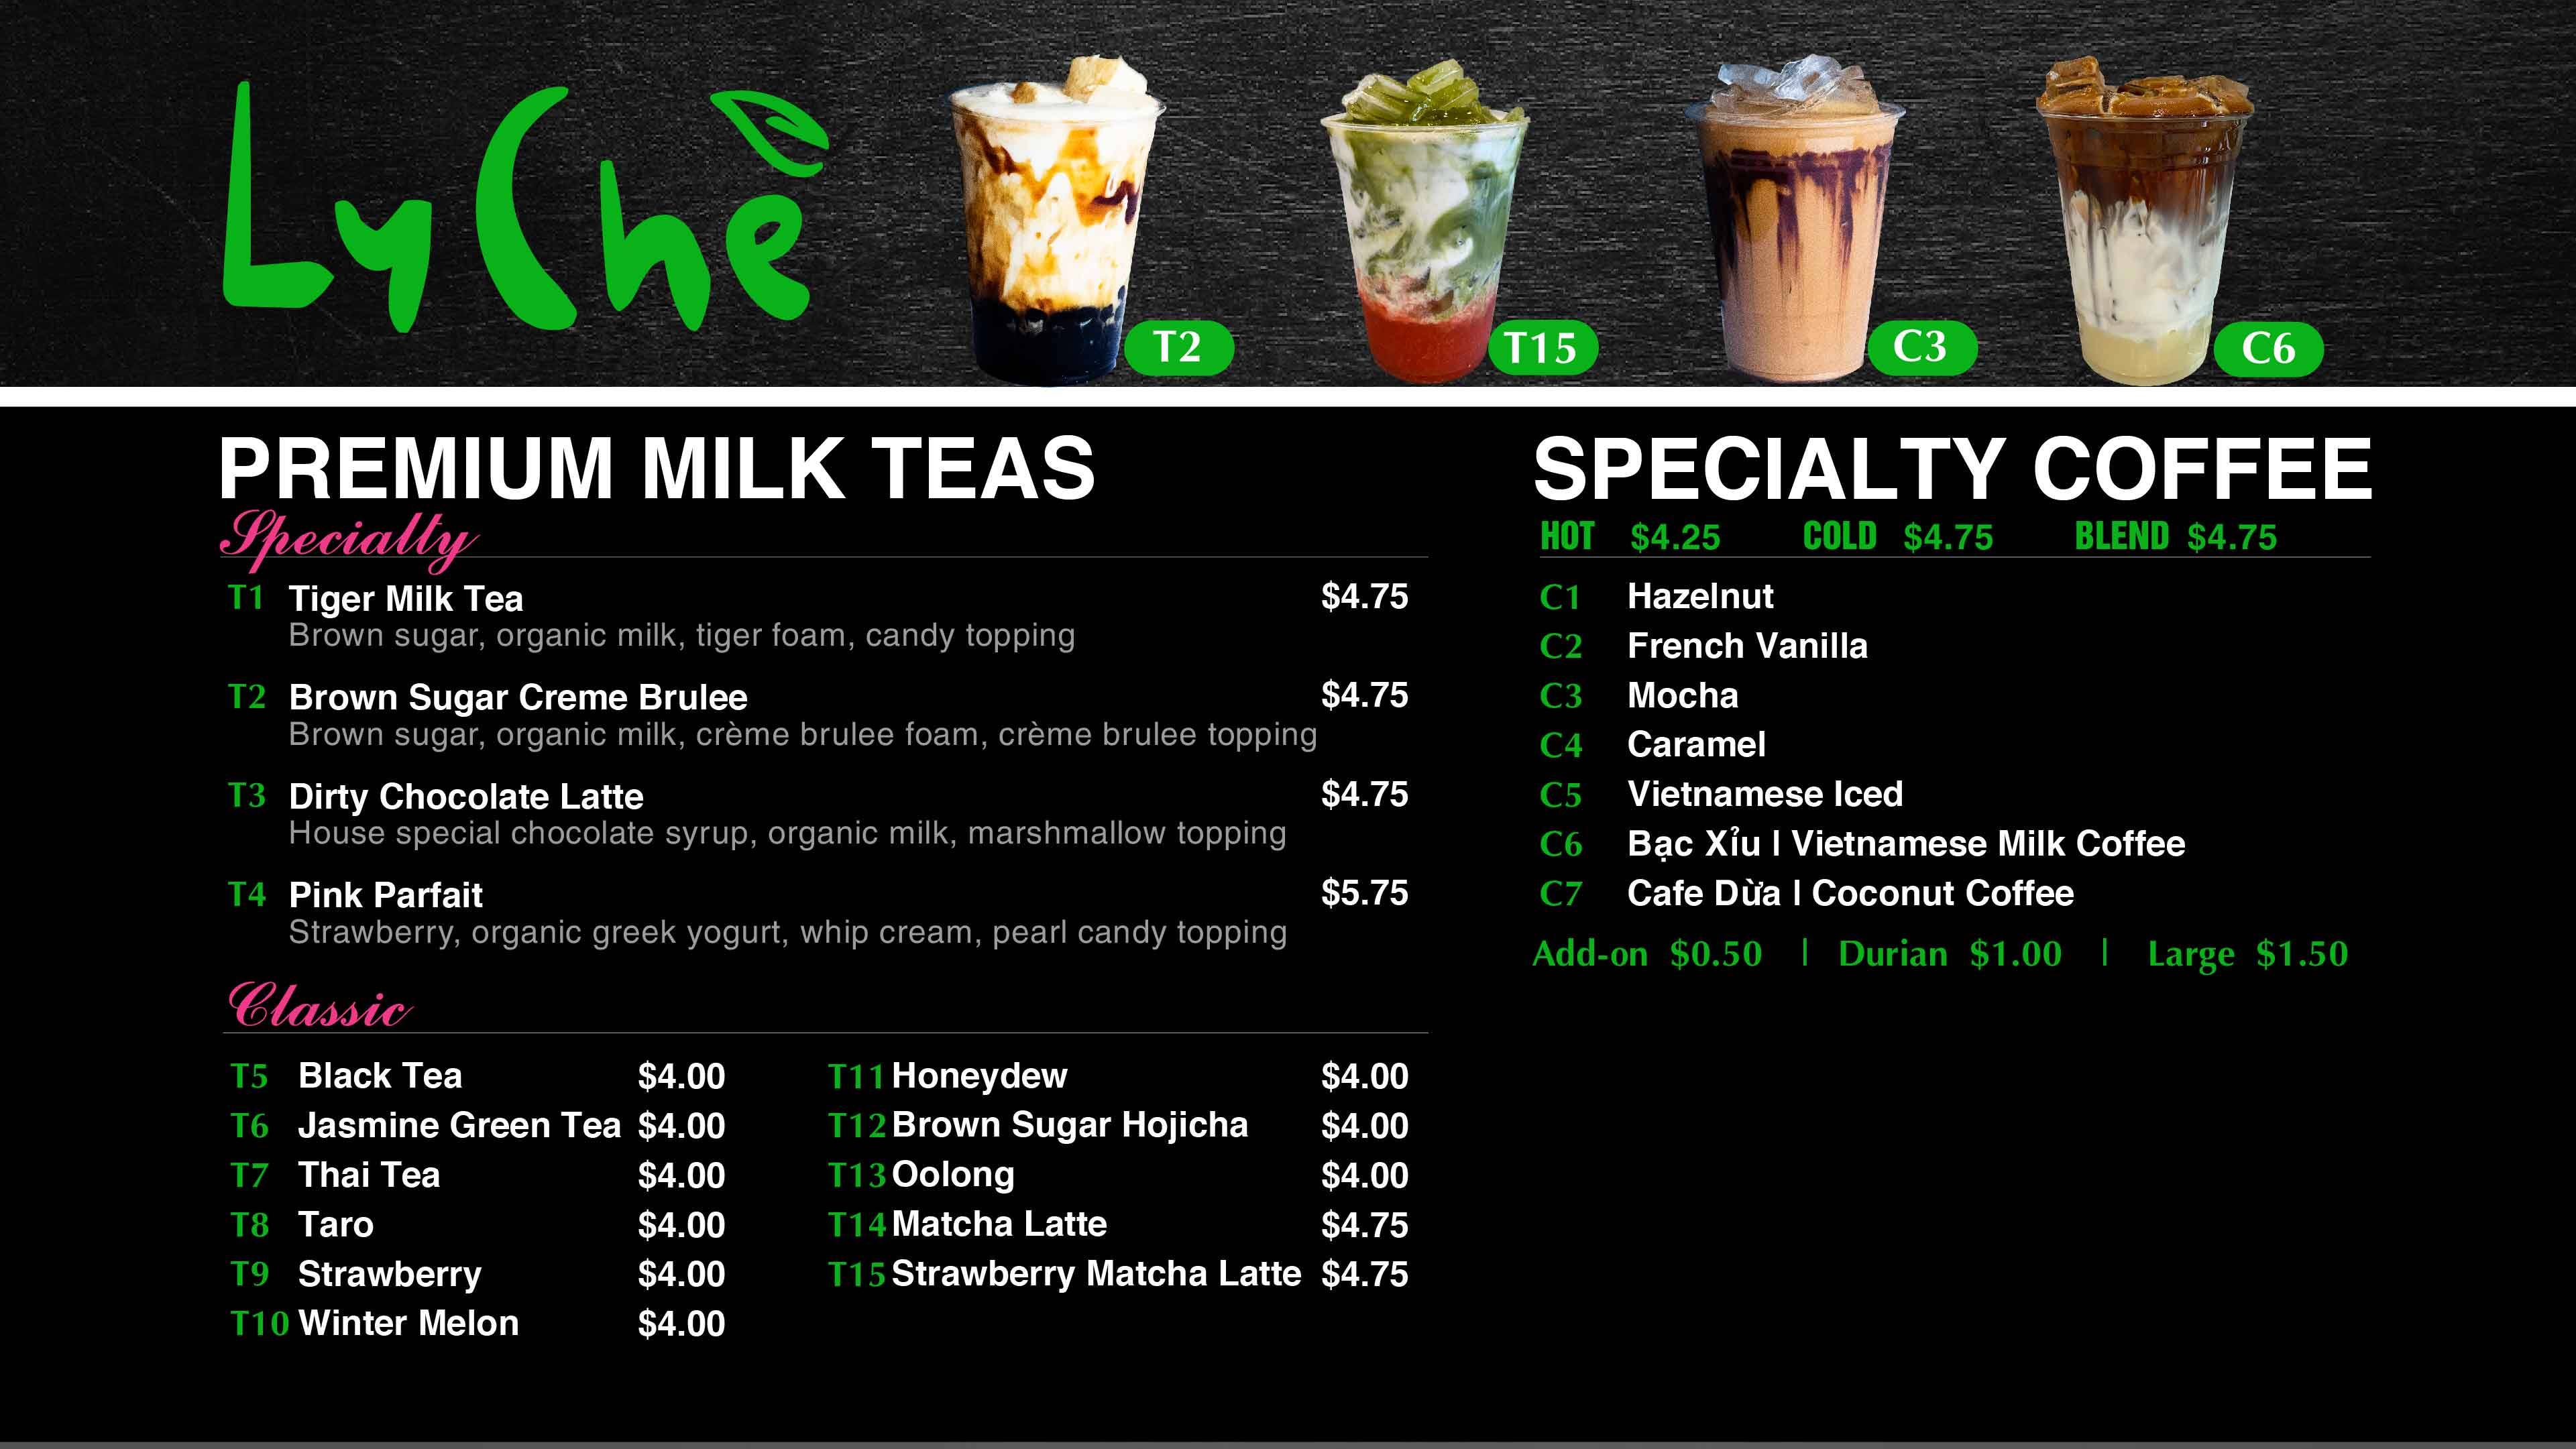 Ly Chè
T2
T15
C3
C6
PREMIUM MILK TEAS
Specialty
T1 Tiger Milk Tea $4.75
Brown sugar, organic milk, tiger foam, candy topping
T2 Brown Sugar Creme Brulee $4.75
Brown sugar, organic milk, crème brulee foam, crème brulee topping
T3 Dirty Chocolate Latte $4.75
House special chocolate syrup, organic milk, marshmallow topping
T4 Pink Parfait $5.75
Strawberry, organic greek yogurt, whip cream, pearl candy topping
Classic
T5 Black Tea $4.00
T6 Jasmine Green Tea $4.00
T7 Thai Tea $4.00
T8 Taro $4.00
T9 Strawberry $4.00
T10 Winter Melon $4.00
T11 Honeydew $4.00
T12 Brown Sugar Hojicha $4.00
T13 Oolong $4.00
T14 Matcha Latte $4.75
T15 Strawberry Matcha Latte $4.75
SPECIALTY COFFEE
HOT $4.25 COLD $4.75 BLEND $4.75
C1 Hazelnut
C2 French Vanilla
C3 Mocha
C4 Caramel
C5 Vietnamese Iced
C6 Bạc Xỉu | Vietnamese Milk Coffee
C7 Cafe Dừa | Coconut Coffee
Add-on $0.50 | Durian $1.00 | Large $1.50